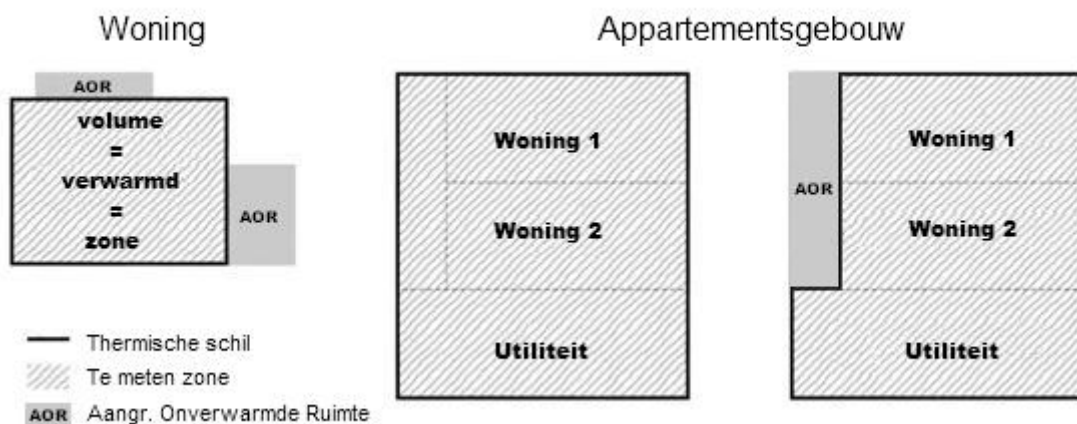 Woning
Appartementsgebouw
AOR
volume
=
verwarmd
=
zone
AOR
Woning 1
Woning 2
Utiliteit
AOR
Woning 1
Woning 2
Utiliteit
Thermische schil
Te meten zone
AOR Aangr. Onverwarmde Ruimte